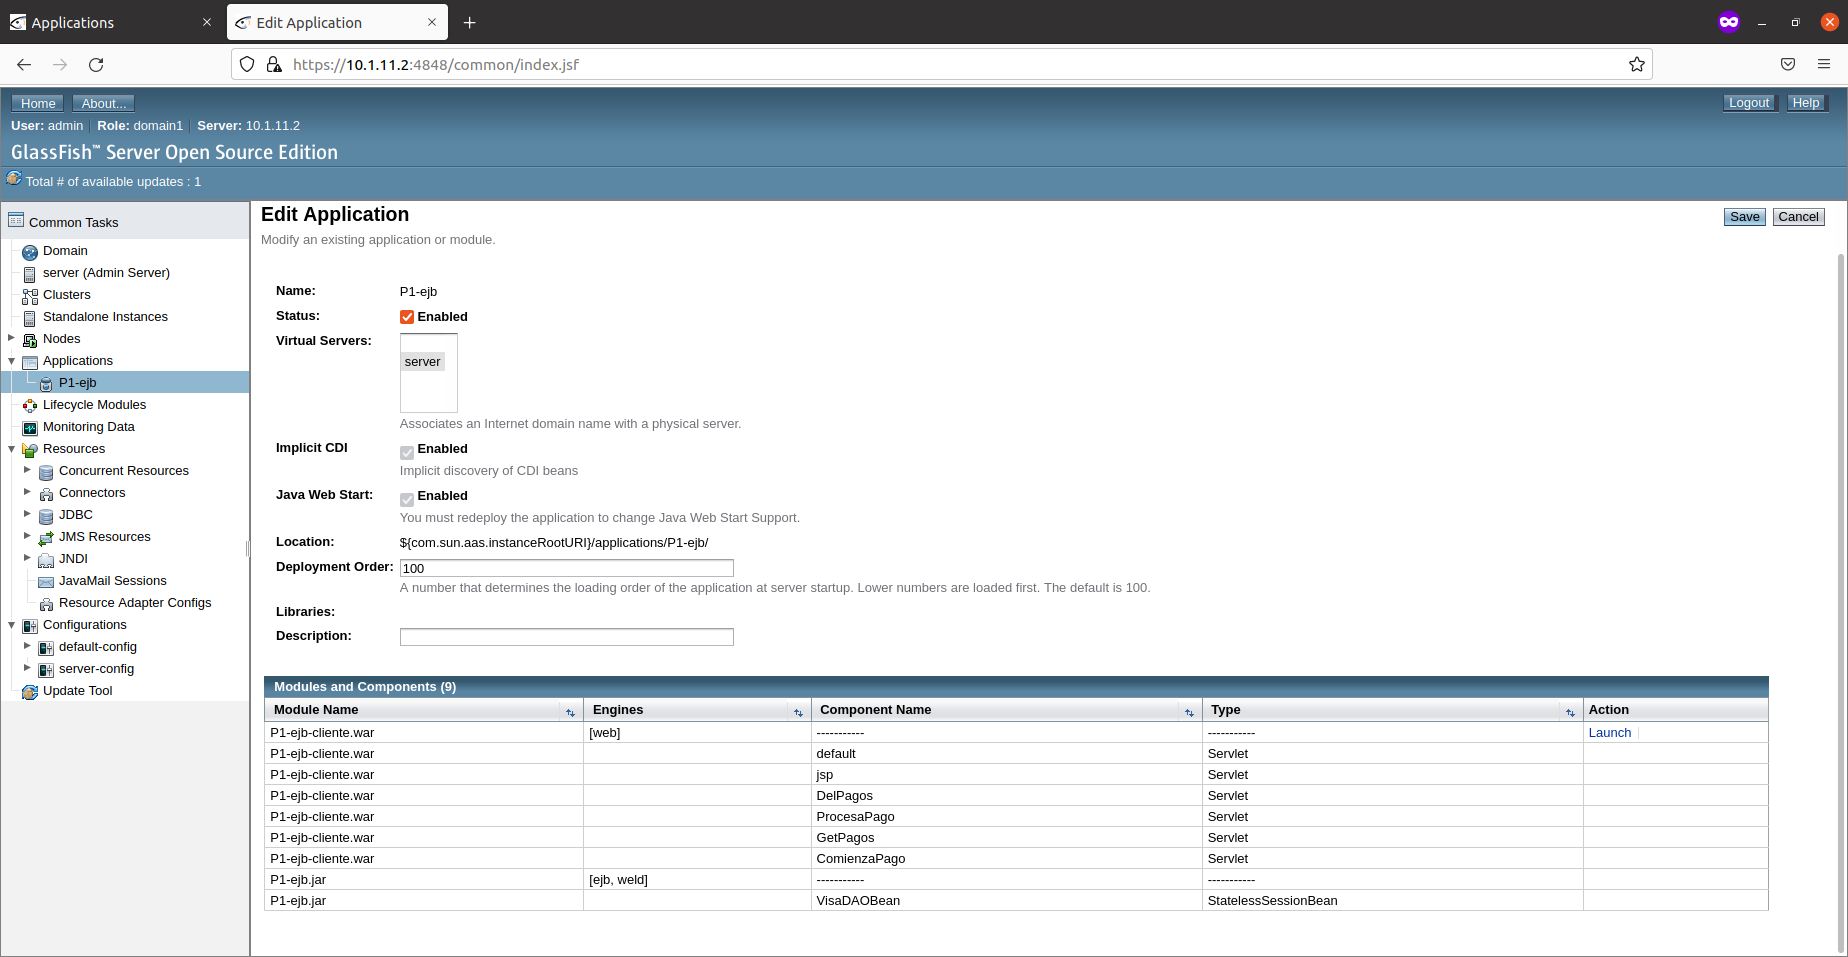 Applications
Edit Application
https://10.1.11.2:4848/common/index.jsf
Home About...
Logout Help
User: admin Role: domain1 Server: 10.1.11.2
GlassFish™ Server Open Source Edition
Total # of available updates : 1
Common Tasks
Domain
server (Admin Server)
Clusters
Standalone Instances
Nodes
Applications
P1-ejb
Lifecycle Modules
Monitoring Data
Resources
Concurrent Resources
Connectors
JDBC
JMS Resources
JNDI
JavaMail Sessions
Resource Adapter Configs
Configurations
default-config
server-config
Update Tool
Edit Application
Save Cancel
Modify an existing application or module.
Name: P1-ejb
Status: Enabled
Virtual Servers:
server
Associates an Internet domain name with a physical server.
Implicit CDI Enabled
Implicit discovery of CDI beans
Java Web Start: Enabled
You must redeploy the application to change Java Web Start Support.
Location: ${com.sun.aas.instanceRootURI}/applications/P1-ejb/
Deployment Order: 100
A number that determines the loading order of the application at server startup. Lower numbers are loaded first. The default is 100.
Libraries:
Description:
Modules and Components (9)
Module Name Engines Component Name Type Action
P1-ejb-cliente.war [web] ----------- ----------- Launch
P1-ejb-cliente.war default Servlet
P1-ejb-cliente.war jsp Servlet
P1-ejb-cliente.war DelPagos Servlet
P1-ejb-cliente.war ProcesaPago Servlet
P1-ejb-cliente.war GetPagos Servlet
P1-ejb-cliente.war ComienzaPago Servlet
P1-ejb.jar [ejb, weld] ----------- -----------
P1-ejb.jar VisaDAOBean StatelessSessionBean